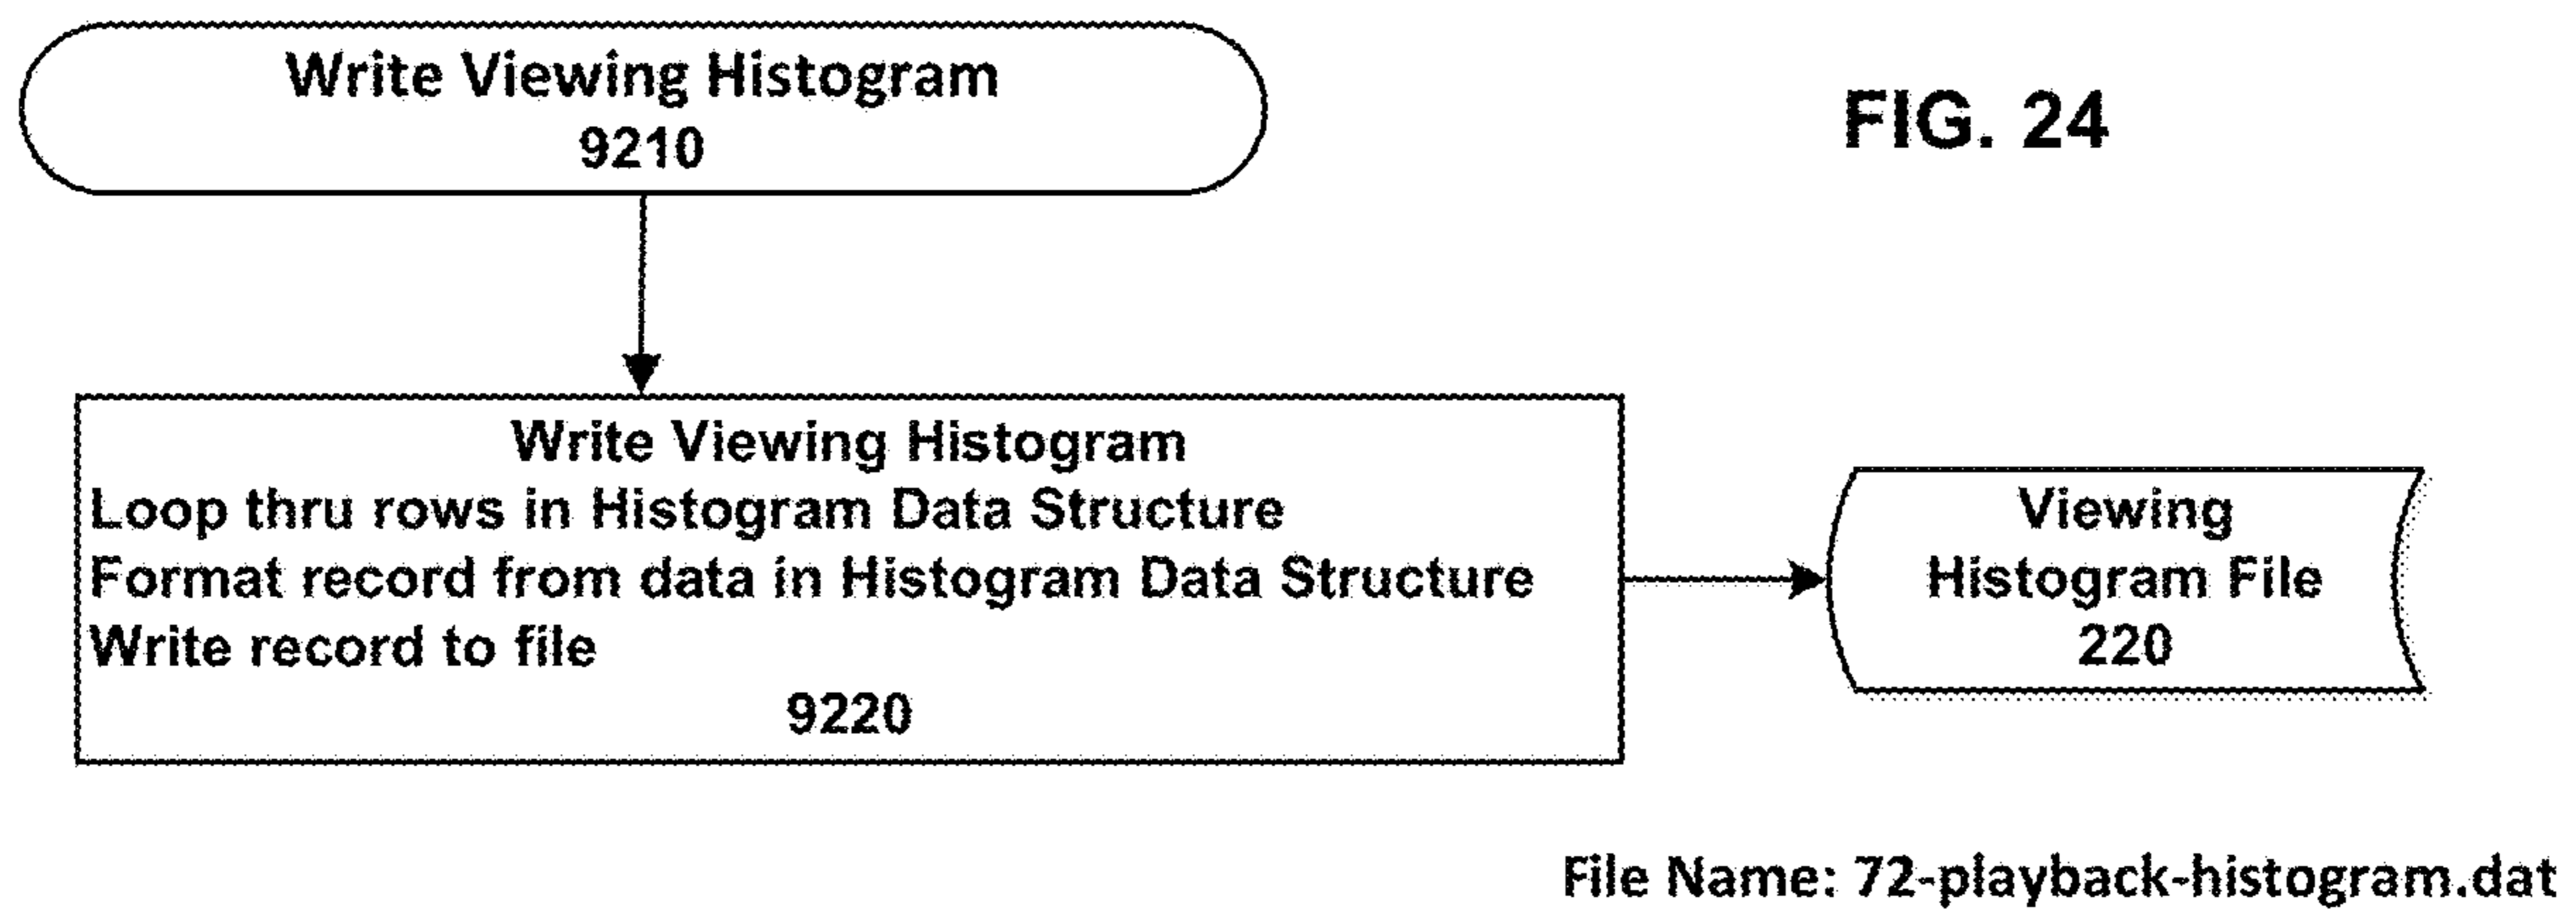 Write Viewing Histogram
9210
FIG. 24
Write Viewing Histogram
Loop thru rows in Histogram Data Structure
Format record from data in Histogram Data Structure
Write record to file
9220
Viewing
Histogram File
220
File Name: 72-playback-histogram.dat